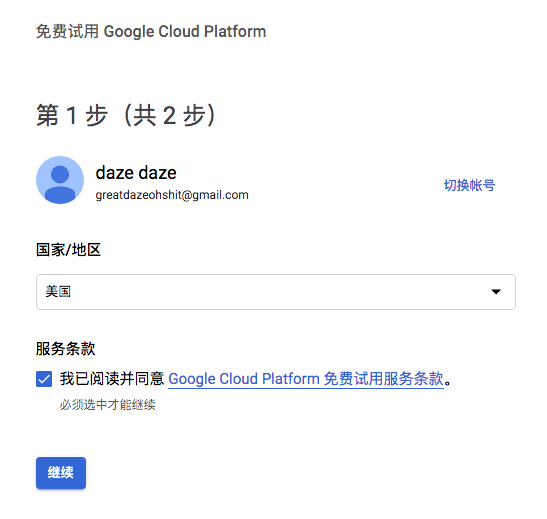 免费试用 Google Cloud Platform
第 1 步（共 2 步）
daze daze
greatdazeohshit@gmail.com
切换帐号
国家/地区
美国
服务条款
我已阅读并同意 Google Cloud Platform 免费试用服务条款。
必须选中才能继续
继续